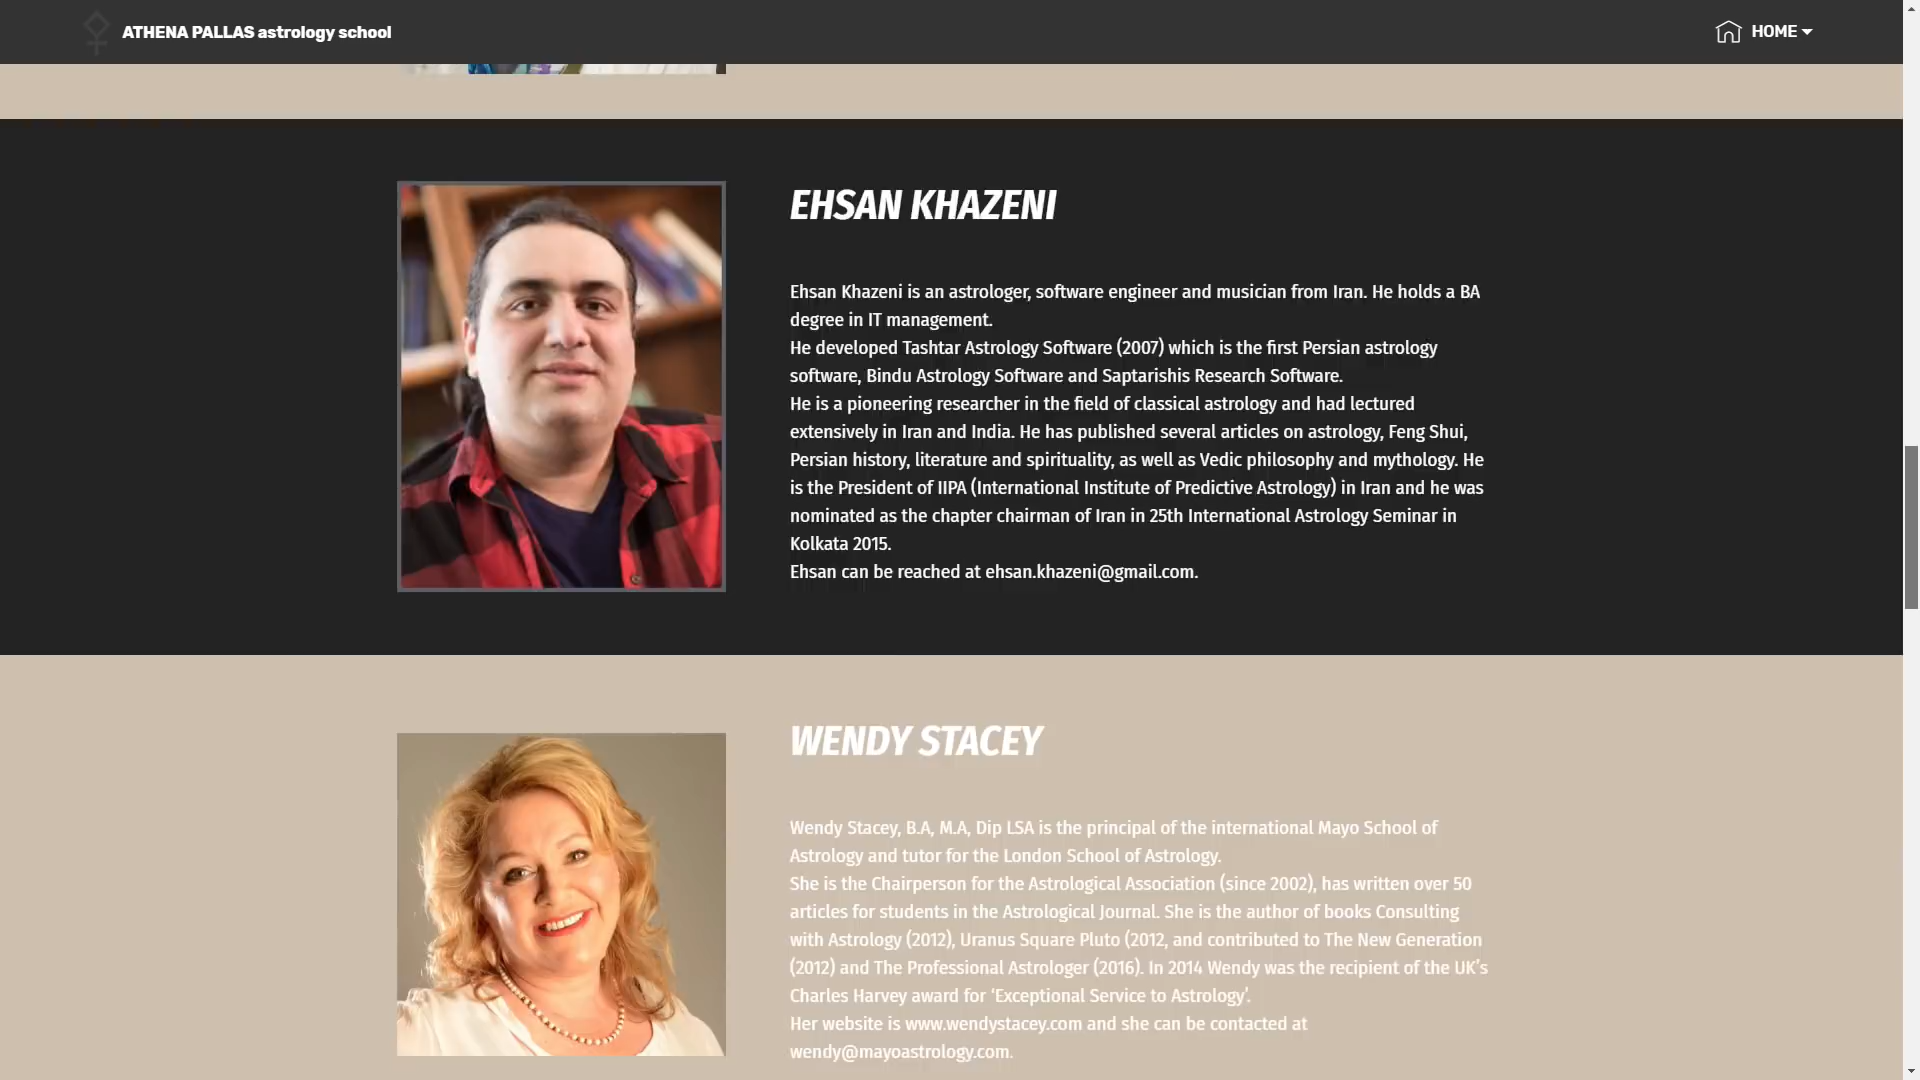 ATHENA PALLAS astrology school
HOME
EHSAN KHAZENI
Ehsan Khazeni is an astrologer, software engineer and musician from Iran. He holds a BA
degree in IT management.
He developed Tashtar Astrology Software (2007) which is the first Persian astrology
software, Bindu Astrology Software and Saptarishis Research Software.
He is a pioneering researcher in the field of classical astrology and had lectured
extensively in Iran and India. He has published several articles on astrology, Feng Shui,
Persian history, literature and spirituality, as well as Vedic philosophy and mythology. He
is the President of IIPA (International Institute of Predictive Astrology) in Iran and he was
nominated as the chapter chairman of Iran in 25th International Astrology Seminar in
Kolkata 2015.
Ehsan can be reached at ehsan.khazeni@gmail.com.
WENDY STACEY
Wendy Stacey, B.A, M.A, Dip LSA is the principal of the international Mayo School of
Astrology and tutor for the London School of Astrology.
She is the Chairperson for the Astrological Association (since 2002), has written over 50
articles for students in the Astrological Journal. She is the author of books Consulting
with Astrology (2012), Uranus Square Pluto (2012, and contributed to The New Generation
(2012) and The Professional Astrologer (2016). In 2014 Wendy was the recipient of the UK’s
Charles Harvey award for ‘Exceptional Service to Astrology’.
Her website is www.wendystacey.com and she can be contacted at
wendy@mayoastrology.com.